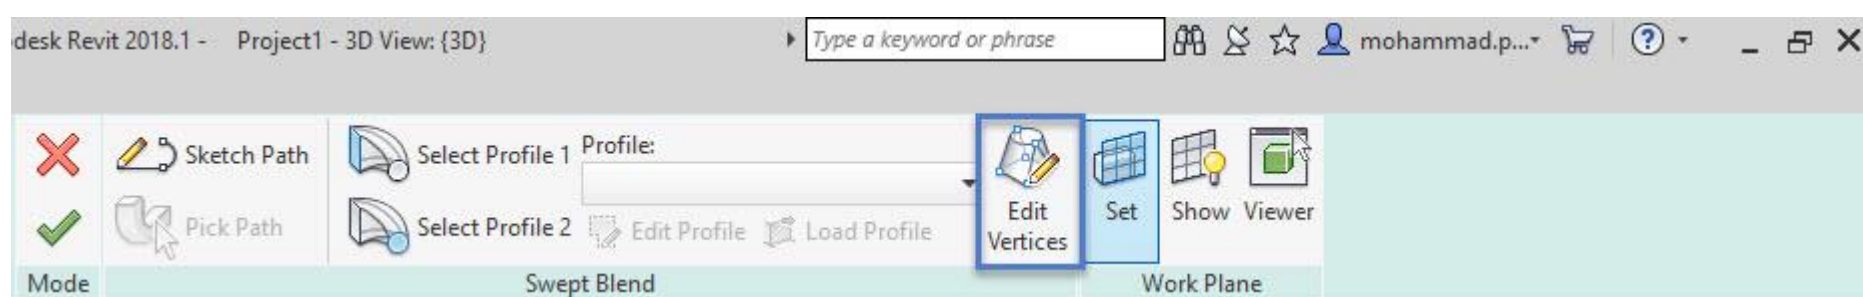 desk Revit 2018.1 - Project1 - 3D View: {3D}
Type a keyword or phrase
mohammad.p...
Sketch Path
Select Profile 1
Profile:
Pick Path
Select Profile 2
Edit Profile
Load Profile
Edit
Vertices
Set
Show
Viewer
Mode
Swept Blend
Work Plane